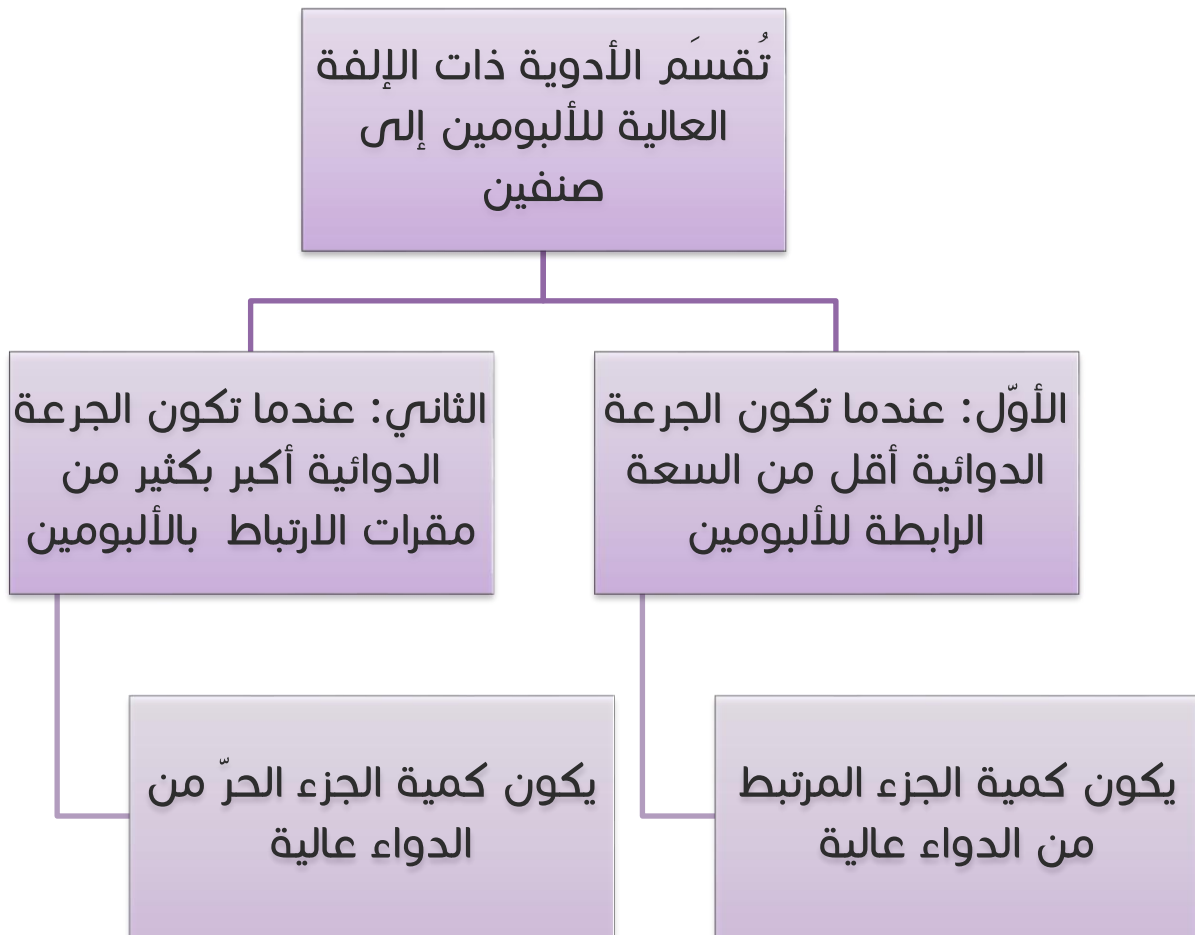 تُقسَم الأدوية ذات الإلفة
العالية للألبومين إلى
صنفين
الأوّل: عندما تكون الجرعة
الدوائية أقل من السعة
الرابطة للألبومين
يكون كمية الجزء المرتبط
من الدواء عالية
الثاني: عندما تكون الجرعة
الدوائية أكبر بكثير من
مقرات الارتباط بالألبومين
يكون كمية الجزء الحرّ من
الدواء عالية